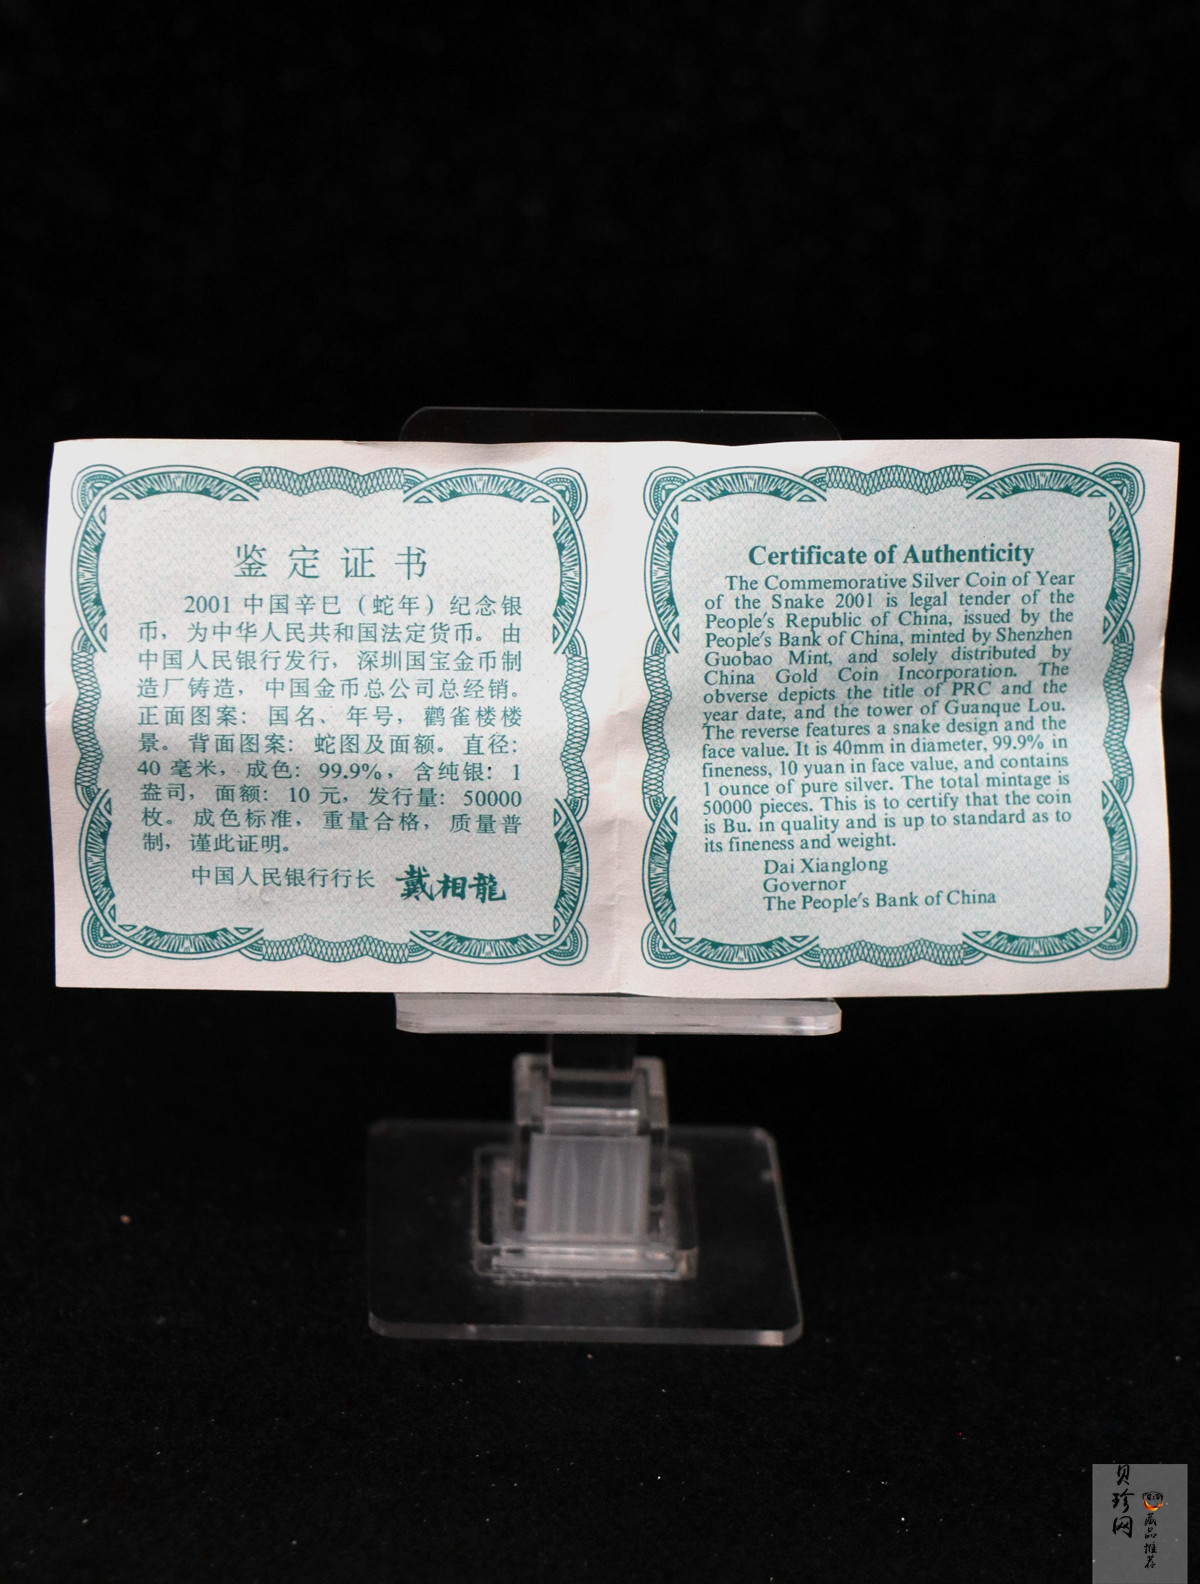 鉴定证书
2001 中国辛巳（蛇年）纪念银
币，为中华人民共和国法定货币。由
中国人民银行发行，深圳国宝金币制
造厂铸造，中国金币总公司总经销。
正面图案：国名、年号，鹳雀楼楼
景。背面图案：蛇图及面额。直径：
40 毫米，成色：99.9%，含纯银：1
盎司，面额：10 元，发行量：50000
枚。成色标准，重量合格，质量普
制，谨此证明。
中国人民银行行长 戴相龍
Certificate of Authenticity
The Commemorative Silver Coin of Year
of the Snake 2001 is legal tender of the
People's Republic of China, issued by the
People's Bank of China, minted by Shenzhen
Guobao Mint, and solely distributed by
China Gold Coin Incorporation. The
obverse depicts the title of PRC and the
year date, and the tower of Guanque Lou.
The reverse features a snake design and the
face value. It is 40mm in diameter, 99.9% in
fineness, 10 yuan in face value, and contains
1 ounce of pure silver. The total mintage is
50000 pieces. This is to certify that the coin
is Bu. in quality and is up to standard as to
its fineness and weight.
Dai Xianglong
Governor
The People's Bank of China
贝珍网
藏品推荐